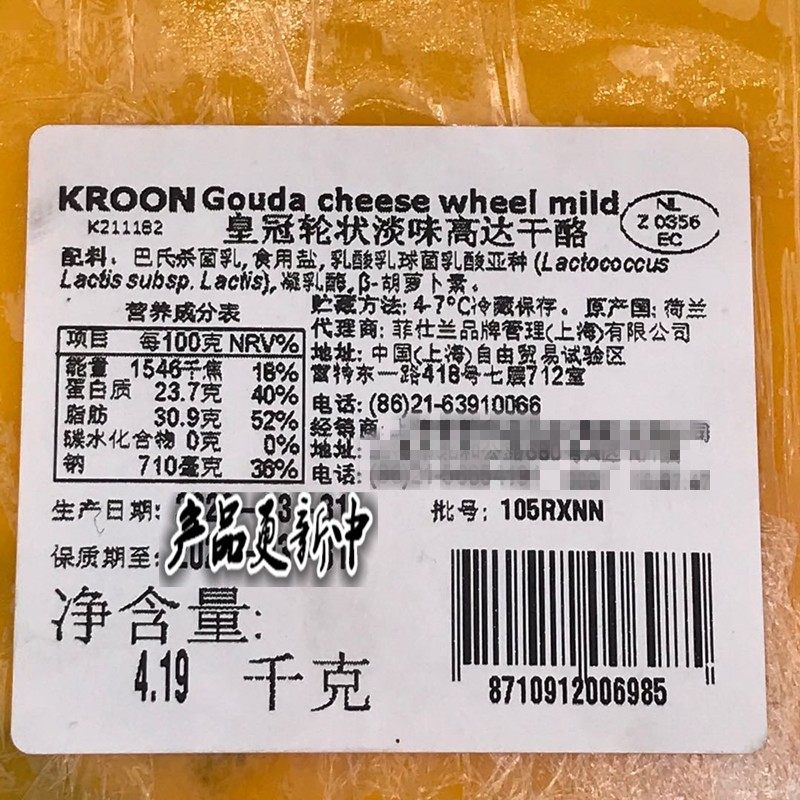 KROON Gouda cheese wheel mild
NL
Z 0356
EC
K211182
皇冠轮状淡味高达干酪
配料: 巴氏杀菌乳, 食用盐, 乳酸乳球菌乳酸亚种 (Lactococcus
Lactis subsp. Lactis), 凝乳酶, β-胡萝卜素。
营养成分表
项目 每100克 NRV%
能量 1546千焦 18%
蛋白质 23.7克 40%
脂肪 30.9克 52%
碳水化合物 0克 0%
钠 710毫克 36%
贮藏方法: 4-7°C冷藏保存。 原产国: 荷兰
代理商: 菲仕兰品牌管理(上海)有限公司
地址: 中国(上海)自由贸易试验区
富特东一路418号七层712室
电话: (86)21-63910066
经销商:
地址:
电话:
生产日期:
保质期至:
产品更新中
批号: 105RXNN
净含量:
4.19 千克
8710912006985